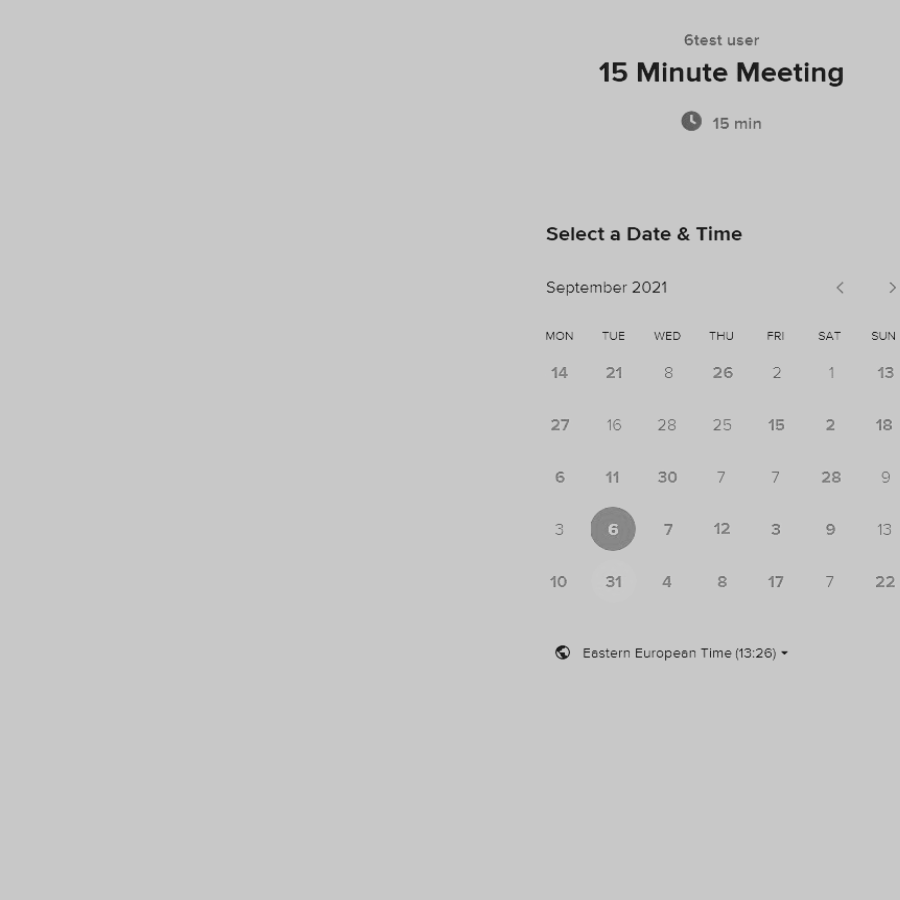 6test user
15 Minute Meeting
15 min
Select a Date & Time
September 2021
MON TUE WED THU FRI SAT SUN
14 21 8 26 2 1 13
27 16 28 25 15 2 18
6 11 30 7 7 28 9
3 6 7 12 3 9 13
10 31 4 8 17 7 22
Eastern European Time (13:26)